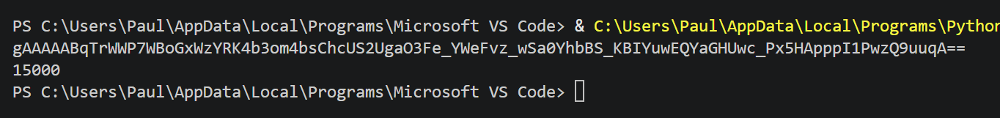 PS C:\Users\Paul\AppData\Local\Programs\Microsoft VS Code> & C:\Users\Paul\AppData\Local\Programs\Python
gAAAAABqTrWWP7WBoGxWzYRK4b3om4bsChcUS2UgaO3Fe_YWeFvz_wSa0YhbBS_KBIYuwEQYaGHUwc_Px5HApppI1PwzQ9uuqA==
15000
PS C:\Users\Paul\AppData\Local\Programs\Microsoft VS Code>